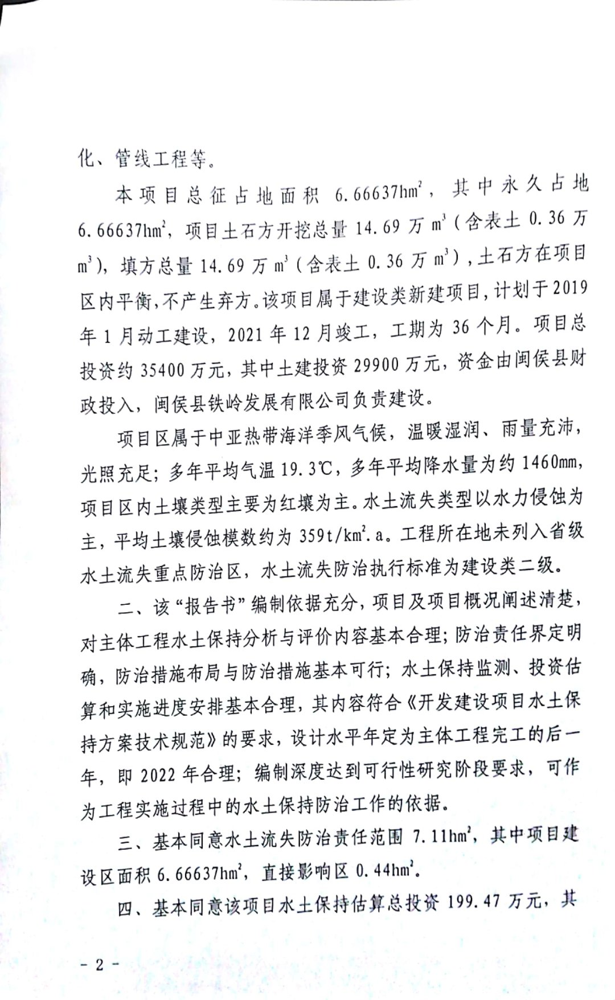 化、管线工程等。
本项目总征占地面积 6.66637hm²，其中永久占地
6.66637hm²，项目土石方开挖总量 14.69 万 m³（含表土 0.36 万
m³），填方总量 14.69 万 m³（含表土 0.36 万 m³）,土石方在项目
区内平衡,不产生弃方。该项目属于建设类新建项目,计划于 2019
年 1 月动工建设，2021 年 12 月竣工，工期为 36 个月。项目总
投资约 35400 万元，其中土建投资 29900 万元，资金由闽侯县财
政投入，闽侯县铁岭发展有限公司负责建设。
项目区属于中亚热带海洋季风气候，温暖湿润、雨量充沛，
光照充足；多年平均气温 19.3℃，多年平均降水量为约 1460mm，
项目区内土壤类型主要为红壤为主。水土流失类型以水力侵蚀为
主，平均土壤侵蚀模数约为 359t/km².a。工程所在地未列入省级
水土流失重点防治区，水土流失防治执行标准为建设类二级。
二、该“报告书”编制依据充分，项目及项目概况阐述清楚，
对主体工程水土保持分析与评价内容基本合理；防治责任界定明
确，防治措施布局与防治措施基本可行；水土保持监测、投资估
算和实施进度安排基本合理，其内容符合《开发建设项目水土保
持方案技术规范》的要求，设计水平年定为主体工程完工的后一
年，即 2022 年合理；编制深度达到可行性研究阶段要求，可作
为工程实施过程中的水土保持防治工作的依据。
三、基本同意水土流失防治责任范围 7.11hm²，其中项目建
设区面积 6.66637hm²，直接影响区 0.44hm²。
四、基本同意该项目水土保持估算总投资 199.47 万元，其
- 2 -